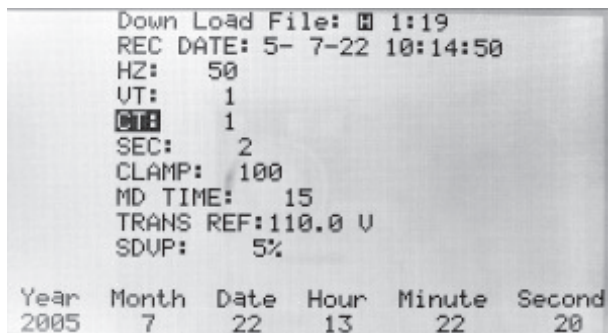 Down Load File: H 1:19
REC DATE: 5- 7-22 10:14:50
HZ: 50
VT: 1
CT: 1
SEC: 2
CLAMP: 100
MD TIME: 15
TRANS REF:110.0 V
SDVP: 5%
Year Month Date Hour Minute Second
2005 7 22 13 22 20